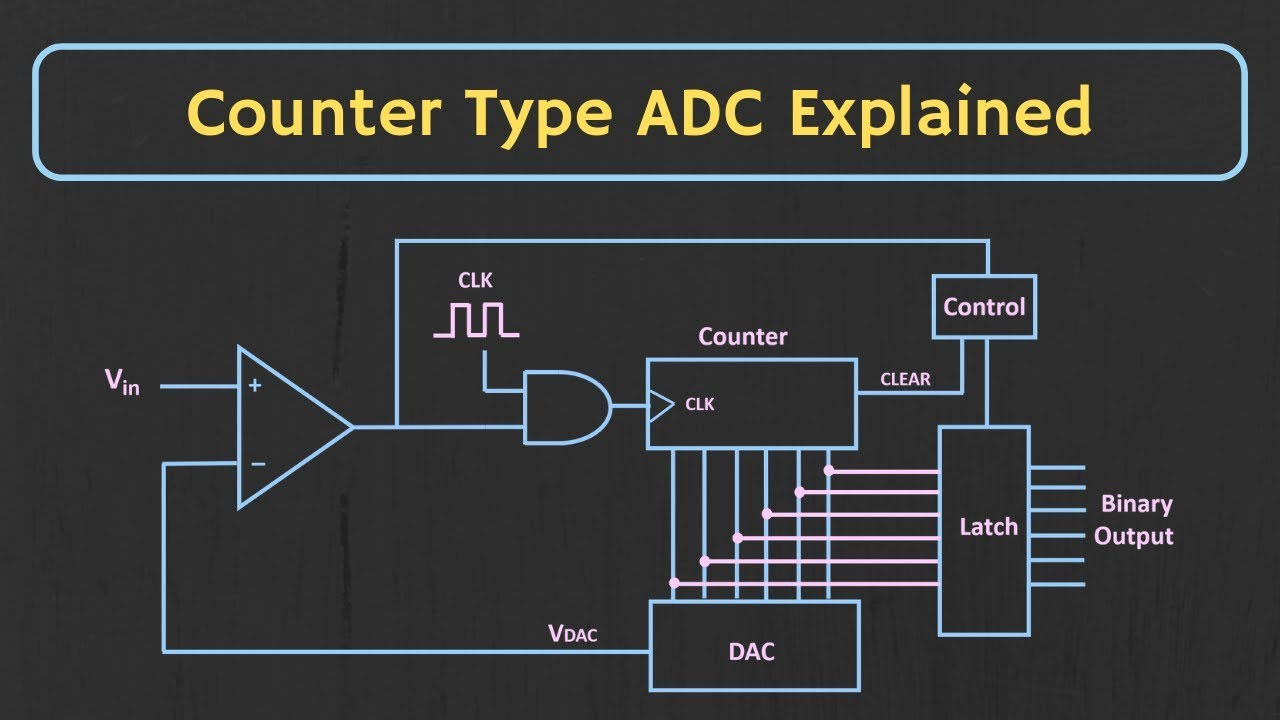 Counter Type ADC Explained
CLK
Control
Counter
Vin
+
CLEAR
CLK
−
Binary
Latch
Output
VDAC
DAC